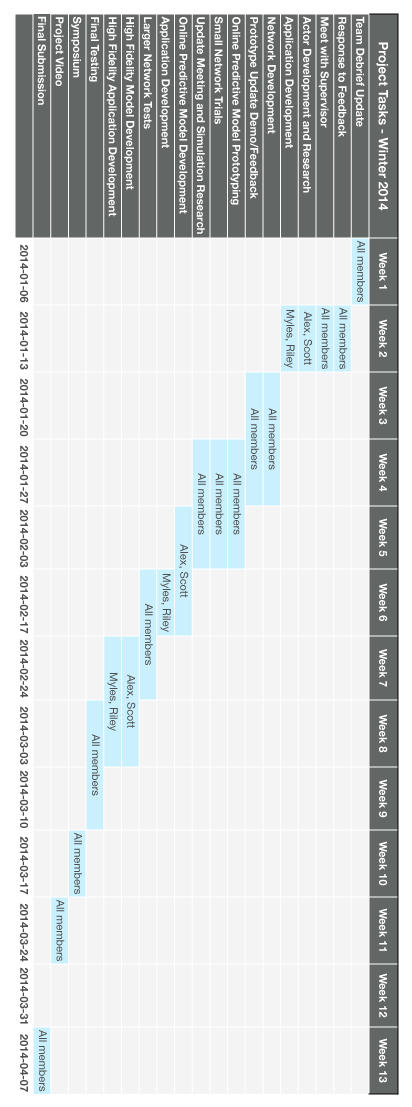 Project Tasks - Winter 2014 Week 1 Week 2 Week 3 Week 4 Week 5 Week 6 Week 7 Week 8 Week 9 Week 10 Week 11 Week 12 Week 13
Team Debrief Update All members
Response to Feedback All members
Meet with Supervisor All members
Actor Development and Research Alex, Scott
Application Development Myles, Riley
Network Development All members
Prototype Update Demo/Feedback All members
Online Predictive Model Prototyping All members
Small Network Trials All members
Update Meeting and Simulation Research All members
Online Predictive Model Development Alex, Scott
Application Development Myles, Riley
Larger Network Tests All members
High Fidelity Model Development Alex, Scott
High Fidelity Application Development Myles, Riley
Final Testing All members
Symposium All members
Project Video All members
Final Submission All members
2014-01-06 2014-01-13 2014-01-20 2014-01-27 2014-02-03 2014-02-17 2014-02-24 2014-03-03 2014-03-10 2014-03-17 2014-03-24 2014-03-31 2014-04-07